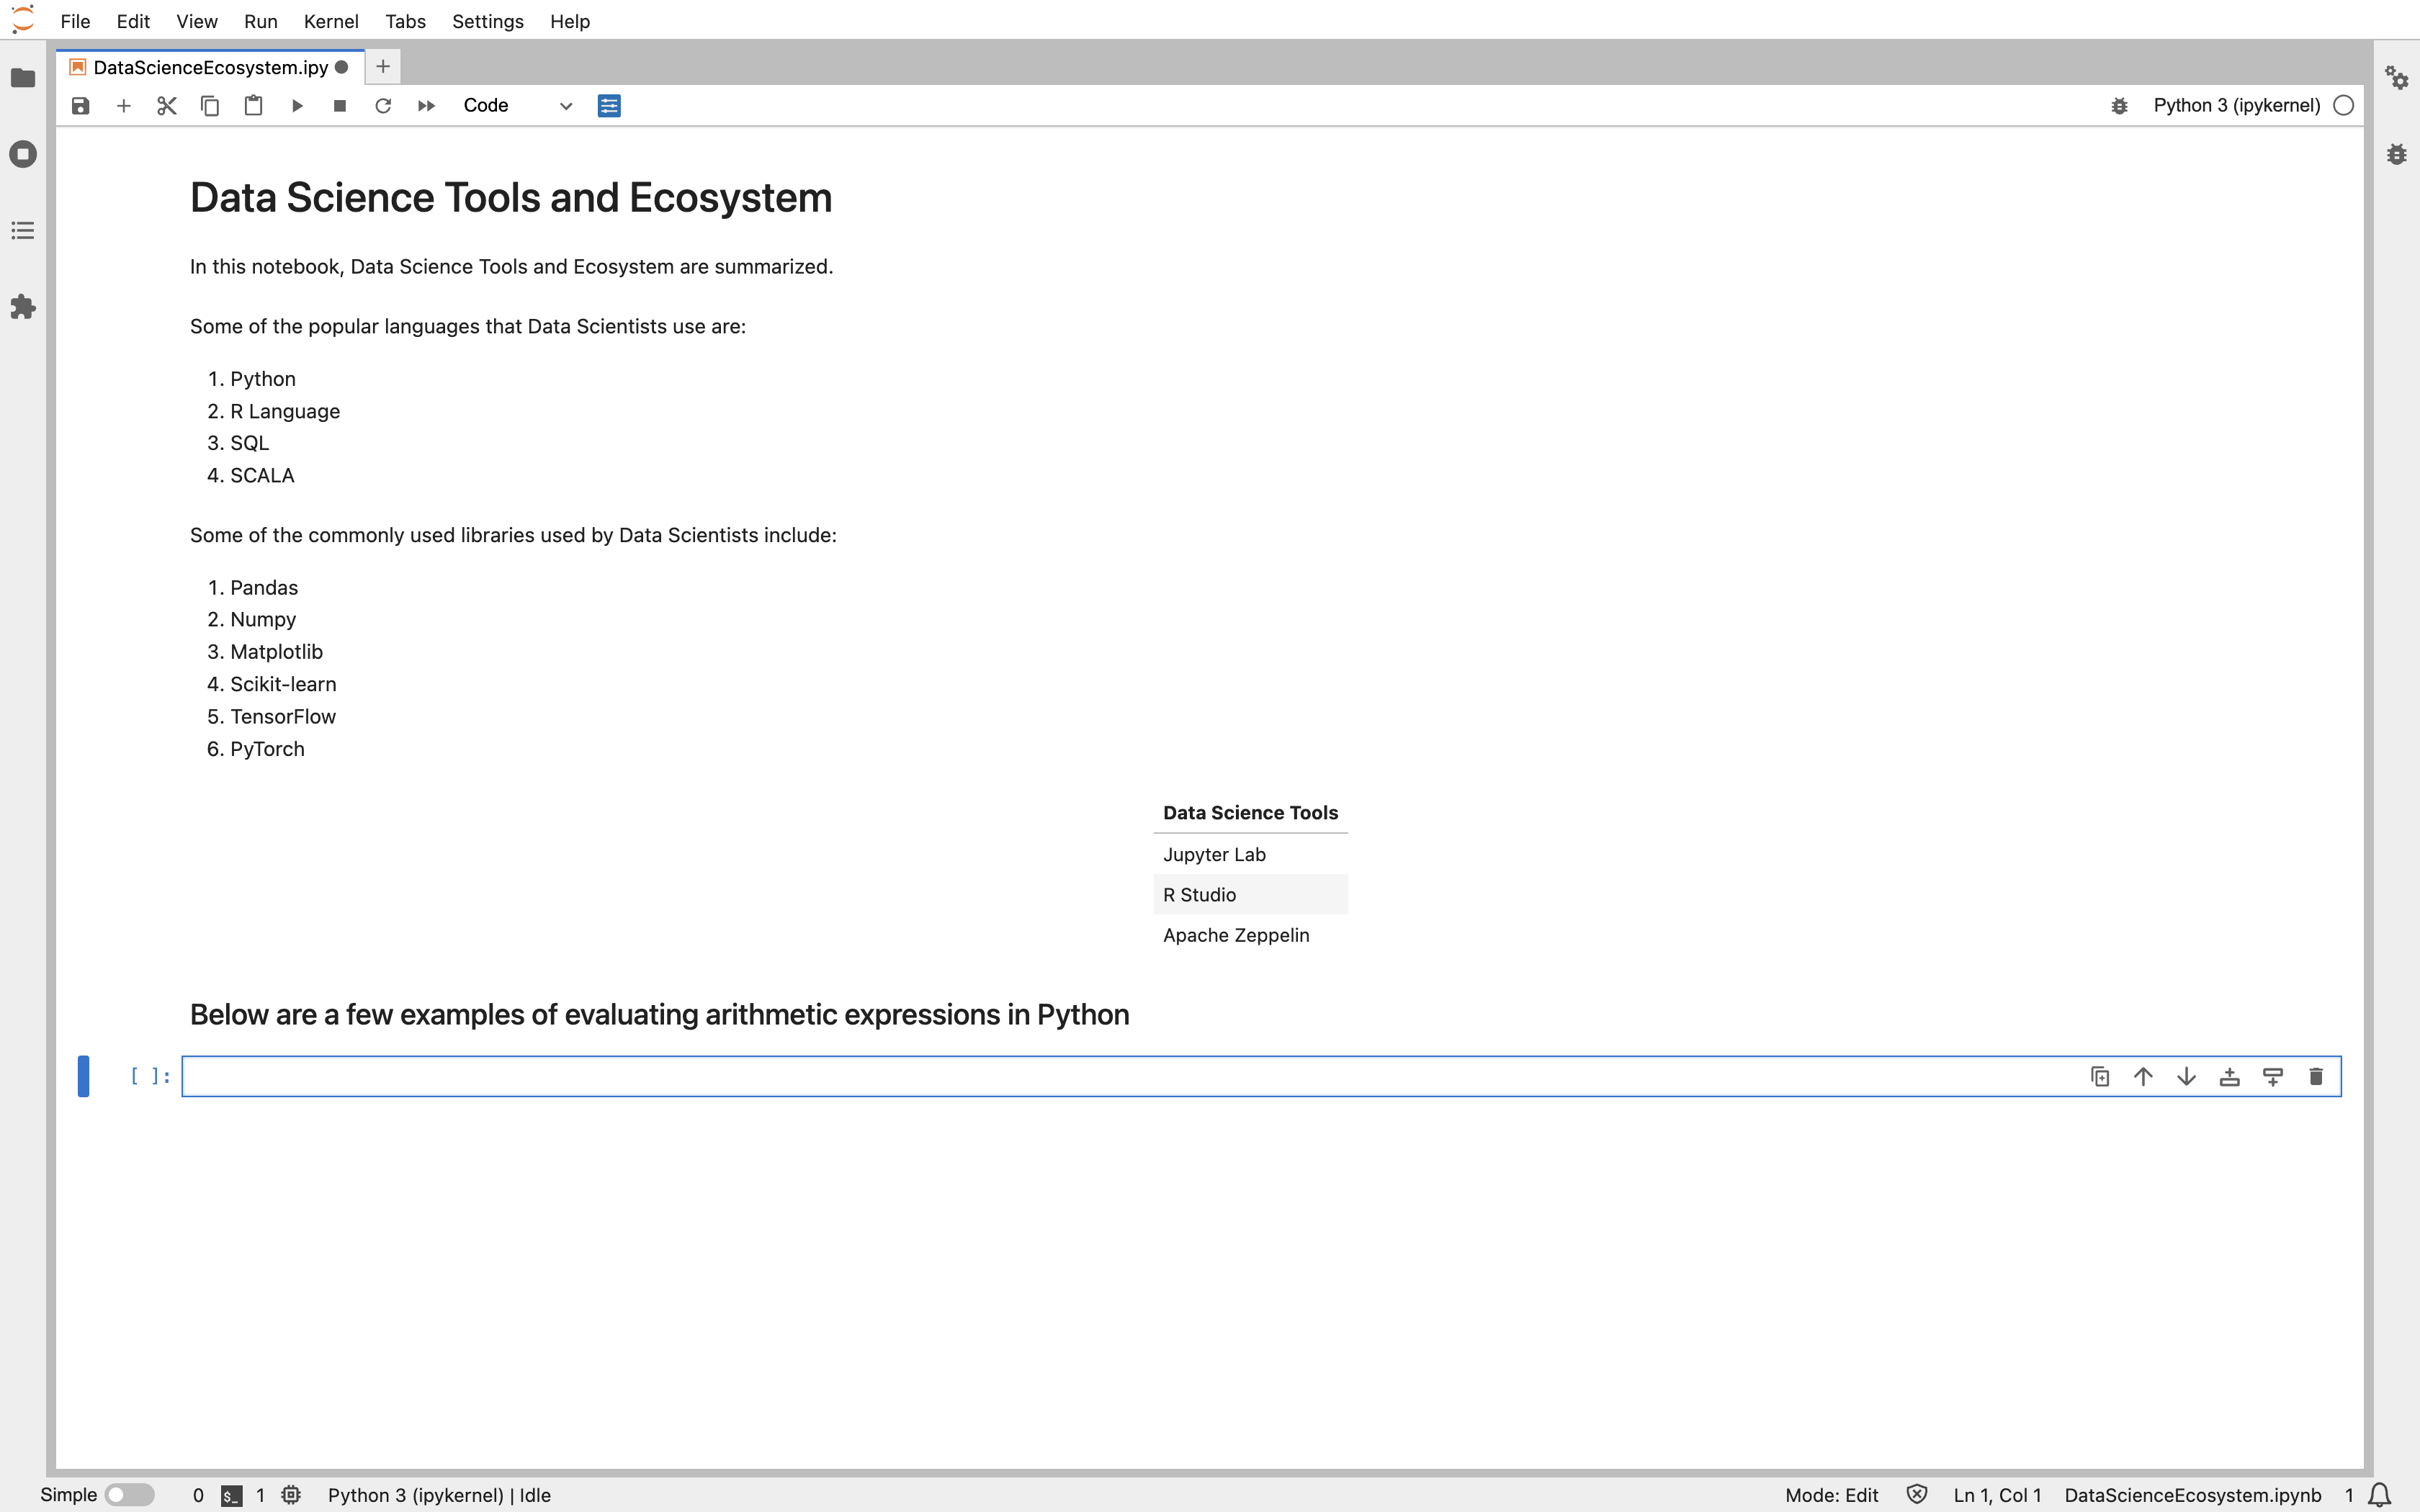 File Edit View Run Kernel Tabs Settings Help
DataScienceEcosystem.ipy
Code
Python 3 (ipykernel)
Data Science Tools and Ecosystem
In this notebook, Data Science Tools and Ecosystem are summarized.
Some of the popular languages that Data Scientists use are:
1. Python
2. R Language
3. SQL
4. SCALA
Some of the commonly used libraries used by Data Scientists include:
1. Pandas
2. Numpy
3. Matplotlib
4. Scikit-learn
5. TensorFlow
6. PyTorch
Data Science Tools
Jupyter Lab
R Studio
Apache Zeppelin
Below are a few examples of evaluating arithmetic expressions in Python
[ ]:
Simple 0 $_ 1 Python 3 (ipykernel) | Idle Mode: Edit Ln 1, Col 1 DataScienceEcosystem.ipynb 1